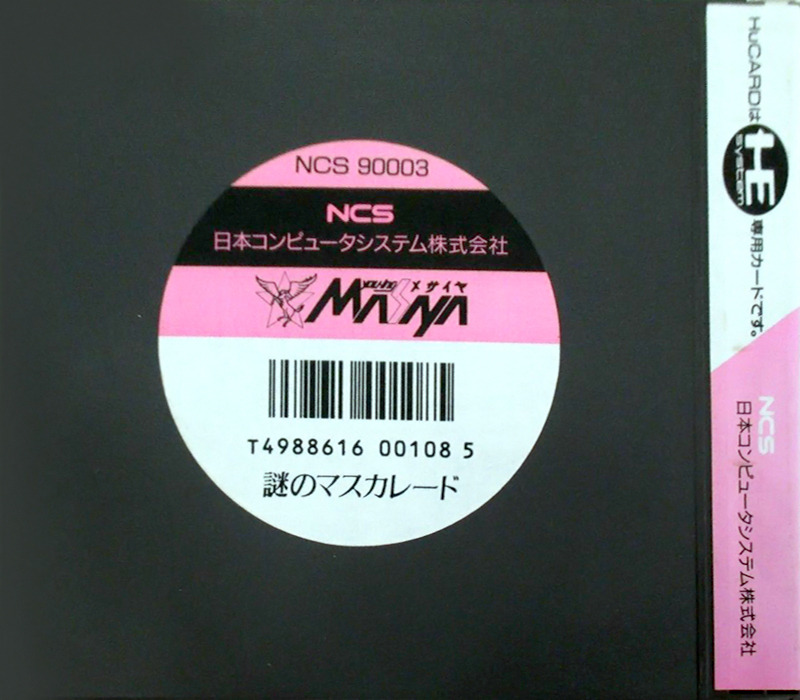 NCS 90003
NCS
日本コンピュータシステム株式会社
メサイヤ
MASAYA
T4988616 00108 5
謎のマスカレード
HuCARDは
HE
system
専用カードです。
NCS
日本コンピュータシステム株式会社